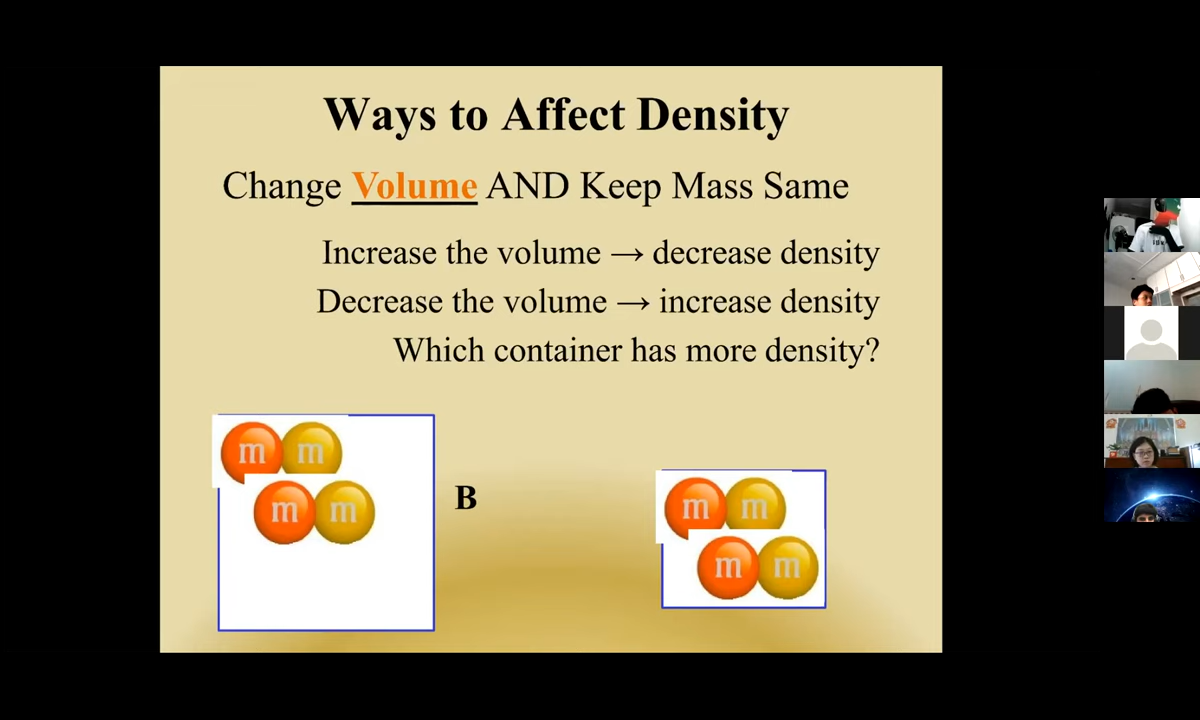 Ways to Affect Density
Change Volume AND Keep Mass Same
Increase the volume → decrease density
Decrease the volume → increase density
Which container has more density?
m m
m m
B
m m
m m